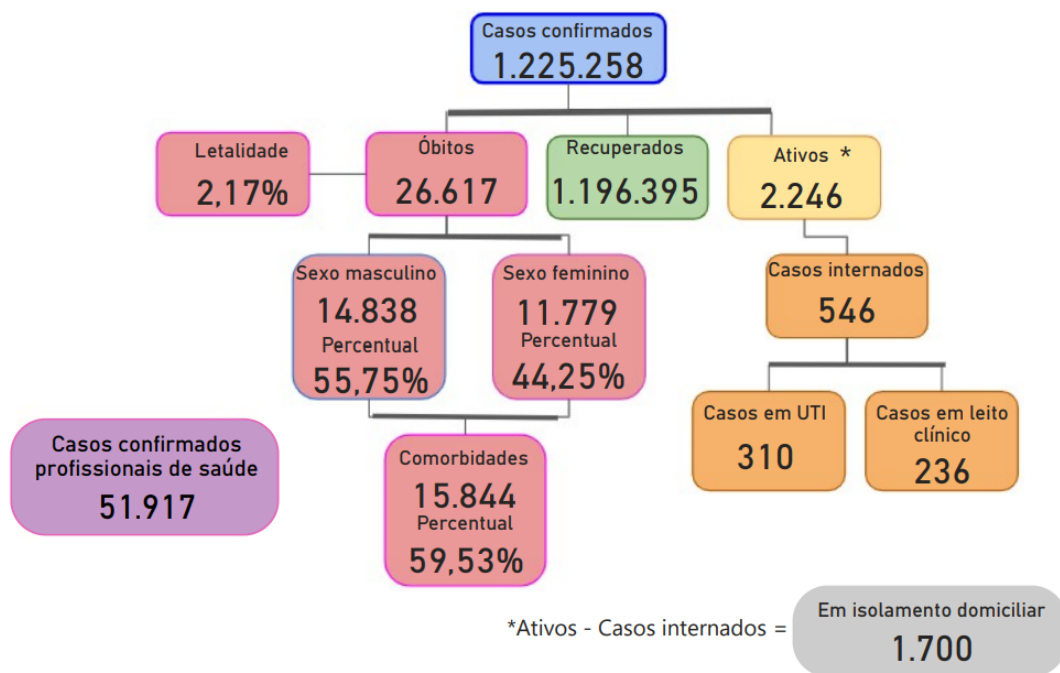 Casos confirmados
1.225.258
Letalidade
2,17%
Óbitos
26.617
Recuperados
1.196.395
Ativos *
2.246
Sexo masculino
14.838
Percentual
55,75%
Sexo feminino
11.779
Percentual
44,25%
Casos internados
546
Casos em UTI
310
Casos em leito
clínico
236
Casos confirmados
profissionais de saúde
51.917
Comorbidades
15.844
Percentual
59,53%
*Ativos - Casos internados =
Em isolamento domiciliar
1.700